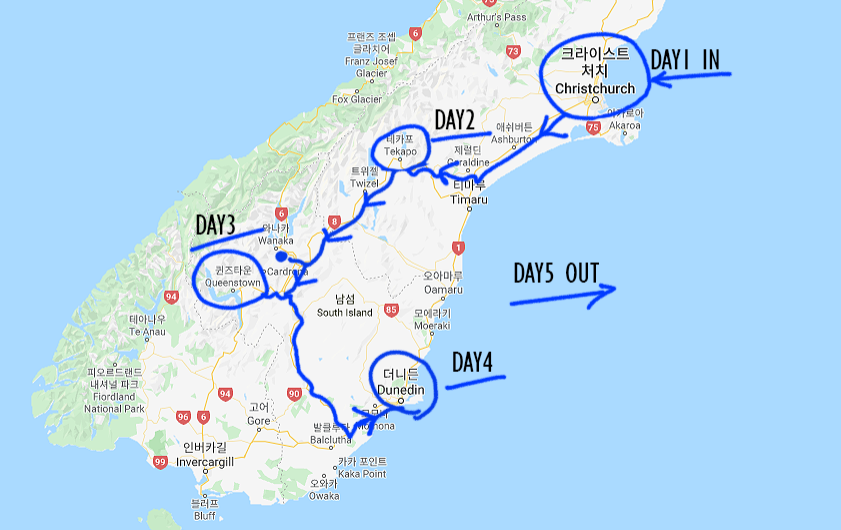 Arthur's Pass
6
프란즈 조셉
글라치어
Franz Josef
Glacier
73
크라이스트
처치
Christchurch
DAY1 IN
Fox Glacier
DAY2
애쉬버튼
Ashburton
75
아카로아
Akaroa
테카포
Tekapo
제럴딘
Geraldine
트위젤
Twizel
티마루
Timaru
DAY3
6
8
와나카
Wanaka
1
퀸즈타운
Queenstown
Cardrona
오아마루
Oamaru
DAY5 OUT
94
남섬
South Island
85
모에라키
Moeraki
테아나우
Te Anau
피오르드랜드
내셔널 파크
Fiordland
National Park
더니든
Dunedin
DAY4
94
90
96
6
고어
Gore
발클루타
Balclutha
인버카길
Invercargill
99
카카 포인트
Kaka Point
오와카
Owaka
블러프
Bluff